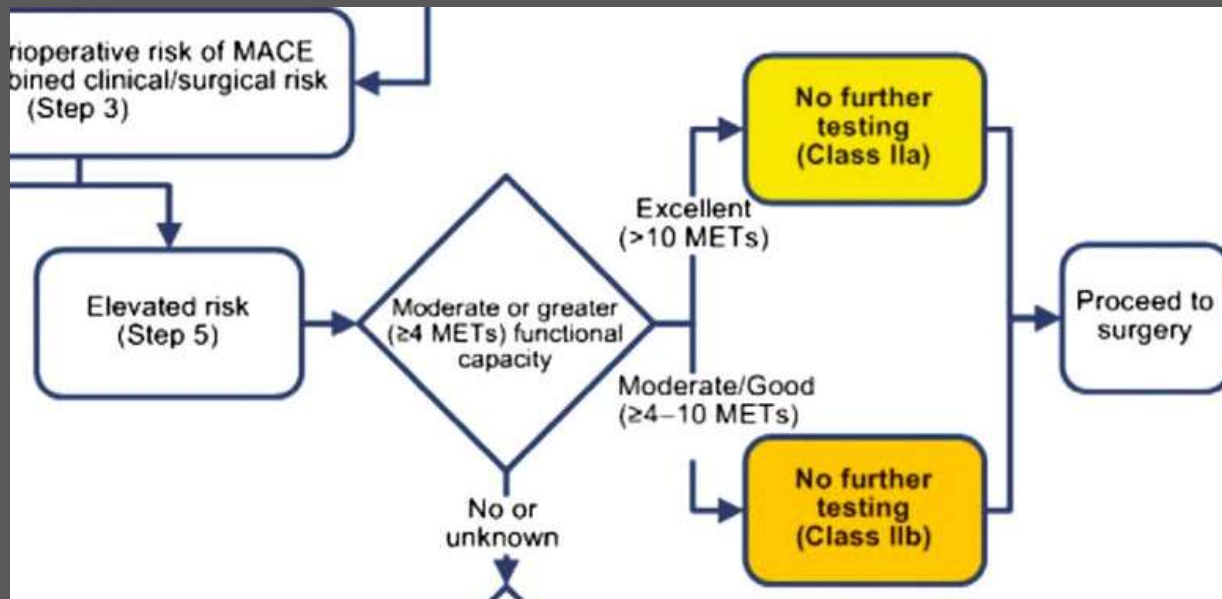 rioperative risk of MACE
bined clinical/surgical risk
(Step 3)
No further
testing
(Class IIa)
Excellent
(>10 METs)
Elevated risk
(Step 5)
Moderate or greater
(≥4 METs) functional
capacity
Proceed to
surgery
Moderate/Good
(≥4–10 METs)
No further
testing
(Class IIb)
No or
unknown